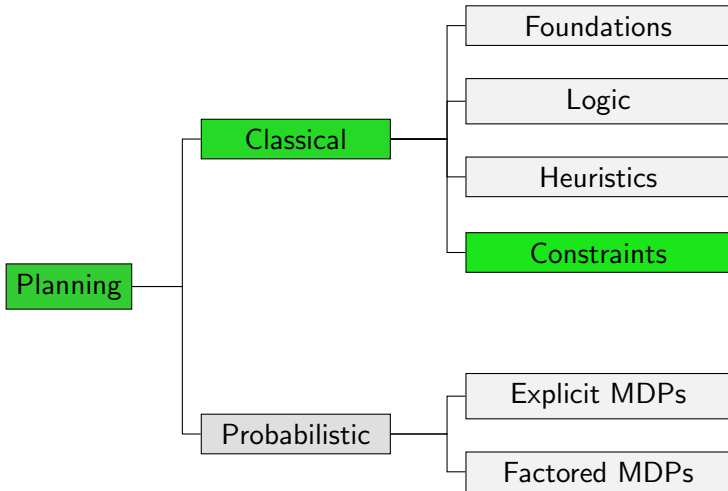 Foundations
Logic
Classical
Heuristics
Constraints
Planning
Explicit MDPs
Probabilistic
Factored MDPs